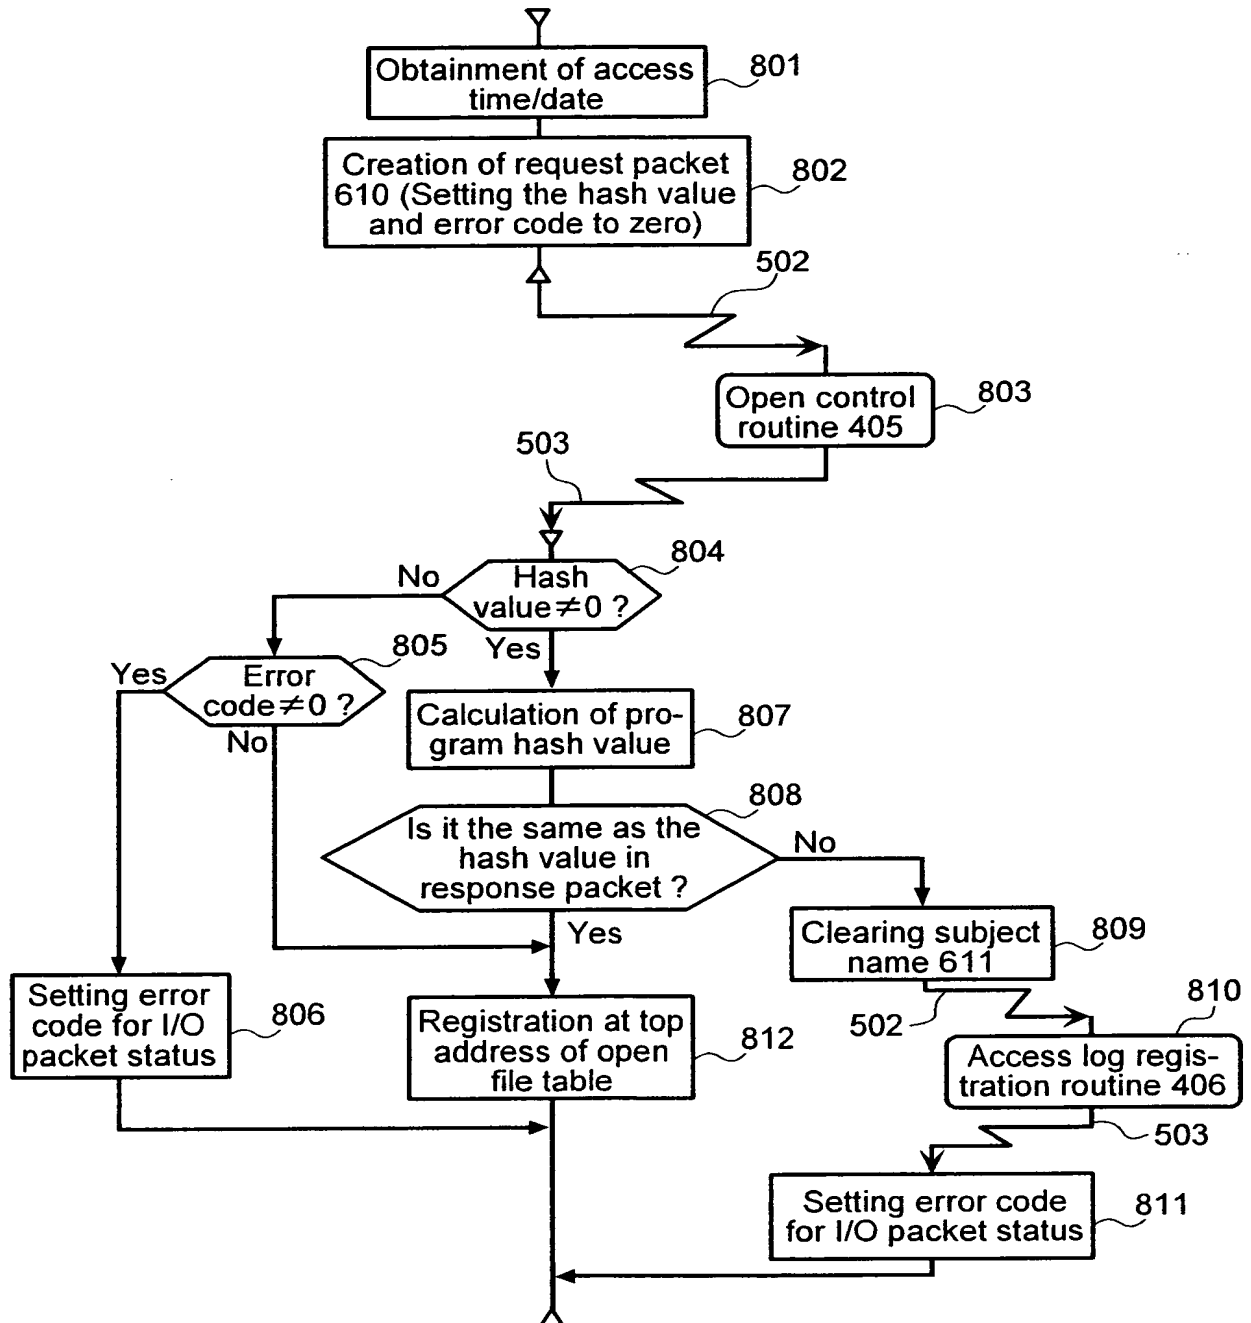 Obtainment of access
time/date
801
Creation of request packet
610 (Setting the hash value
and error code to zero)
802
502
Open control
routine 405
803
503
804
Hash
value≠0 ?
No
Yes
805
Error
code≠0 ?
Yes
No
Calculation of pro-
gram hash value
807
808
Is it the same as the
hash value in
response packet ?
No
Yes
Clearing subject
name 611
809
Setting error
code for I/O
packet status
806
Registration at top
address of open
file table
812
502
810
Access log regis-
tration routine 406
503
Setting error code
for I/O packet status
811